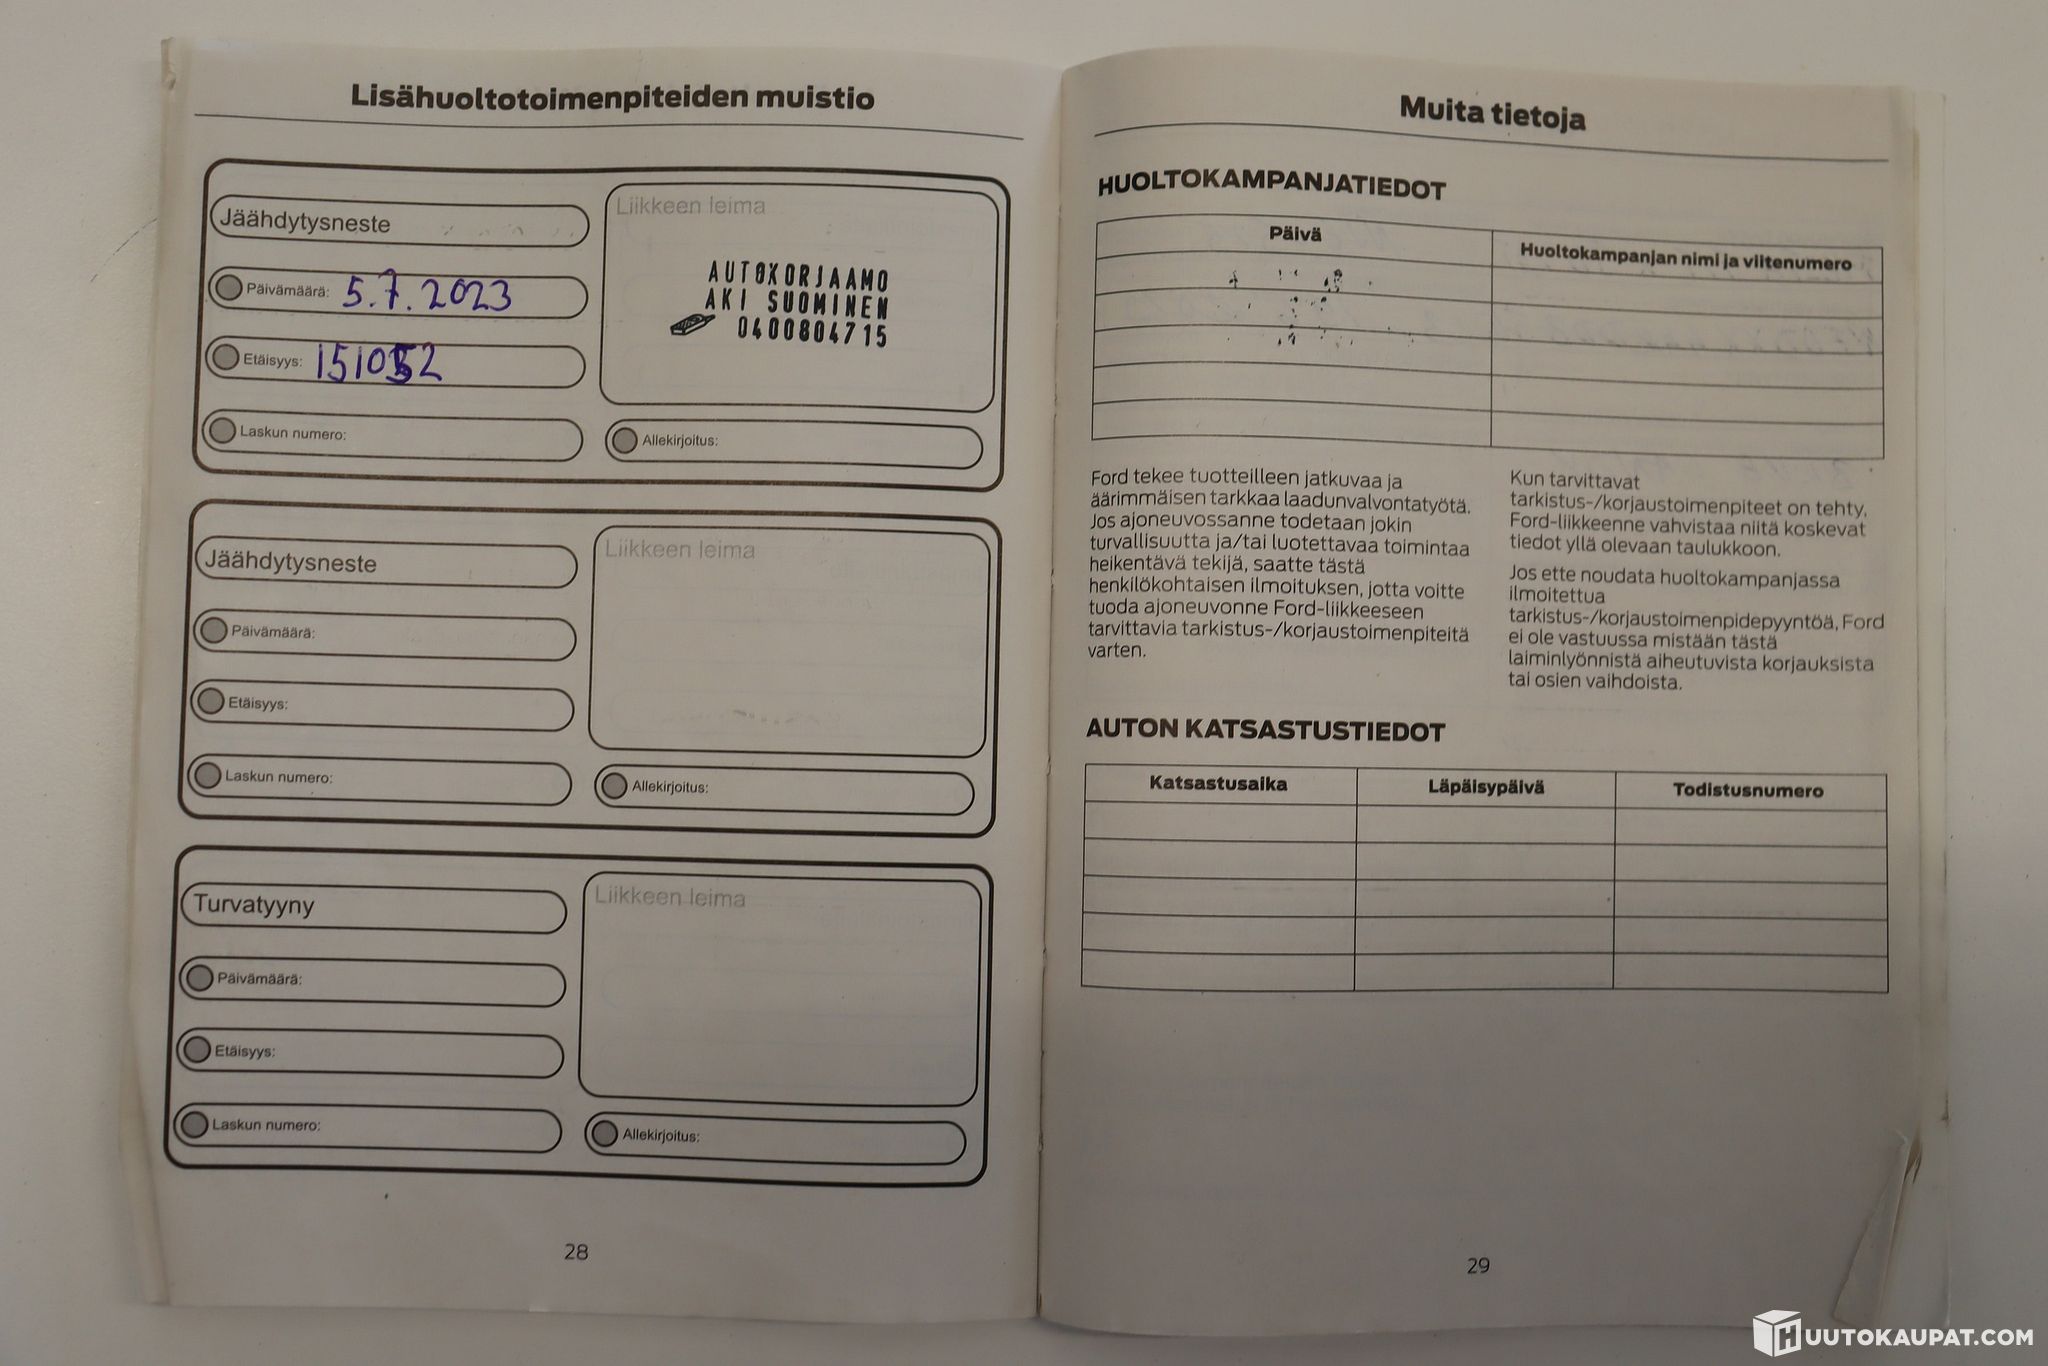 Lisähuoltotoimenpiteiden muistio
Jäähdytysneste
Päivämäärä: 5.7.2023
Etäisyys: 151052
Laskun numero:
Liikkeen leima
AUTOKORJAAMO
AKI SUOMINEN
0400804715
Allekirjoitus:
Jäähdytysneste
Päivämäärä:
Etäisyys:
Laskun numero:
Liikkeen leima
Allekirjoitus:
Turvatyyny
Päivämäärä:
Etäisyys:
Laskun numero:
Liikkeen leima
Allekirjoitus:
28
Muita tietoja
HUOLTOKAMPANJATIEDOT
Päivä
Huoltokampanjan nimi ja viitenumero
Ford tekee tuotteilleen jatkuvaa ja
äärimmäisen tarkkaa laadunvalvontatyötä.
Jos ajoneuvossanne todetaan jokin
turvallisuutta ja/tai luotettavaa toimintaa
heikentävä tekijä, saatte tästä
henkilökohtaisen ilmoituksen, jotta voitte
tuoda ajoneuvonne Ford-liikkeeseen
tarvittavia tarkistus-/korjaustoimenpiteitä
varten.
Kun tarvittavat
tarkistus-/korjaustoimenpiteet on tehty,
Ford-liikkeenne vahvistaa niitä koskevat
tiedot yllä olevaan taulukkoon.
Jos ette noudata huoltokampanjassa
ilmoitettua
tarkistus-/korjaustoimenpidepyyntöä, Ford
ei ole vastuussa mistään tästä
laiminlyönnistä aiheutuvista korjauksista
tai osien vaihdoista.
AUTON KATSASTUSTIEDOT
Katsastusaika
Läpäisypäivä
Todistusnumero
29
HUUTOKAUPAT.COM